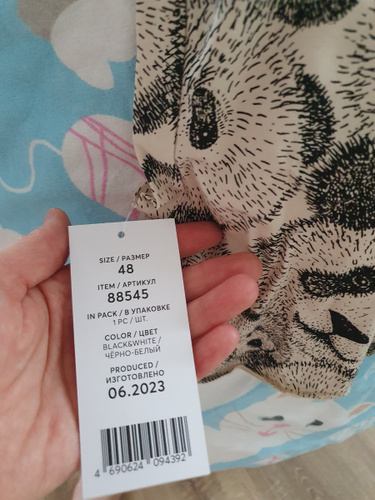 SIZE / РАЗМЕР
48
ITEM / АРТИКУЛ
88545
IN PACK / В УПАКОВКЕ
1 PC / ШТ.
COLOR / ЦВЕТ
BLACK&WHITE /
ЧЁРНО-БЕЛЫЙ
PRODUCED /
ИЗГОТОВЛЕНО
06.2023
4 690624 094392